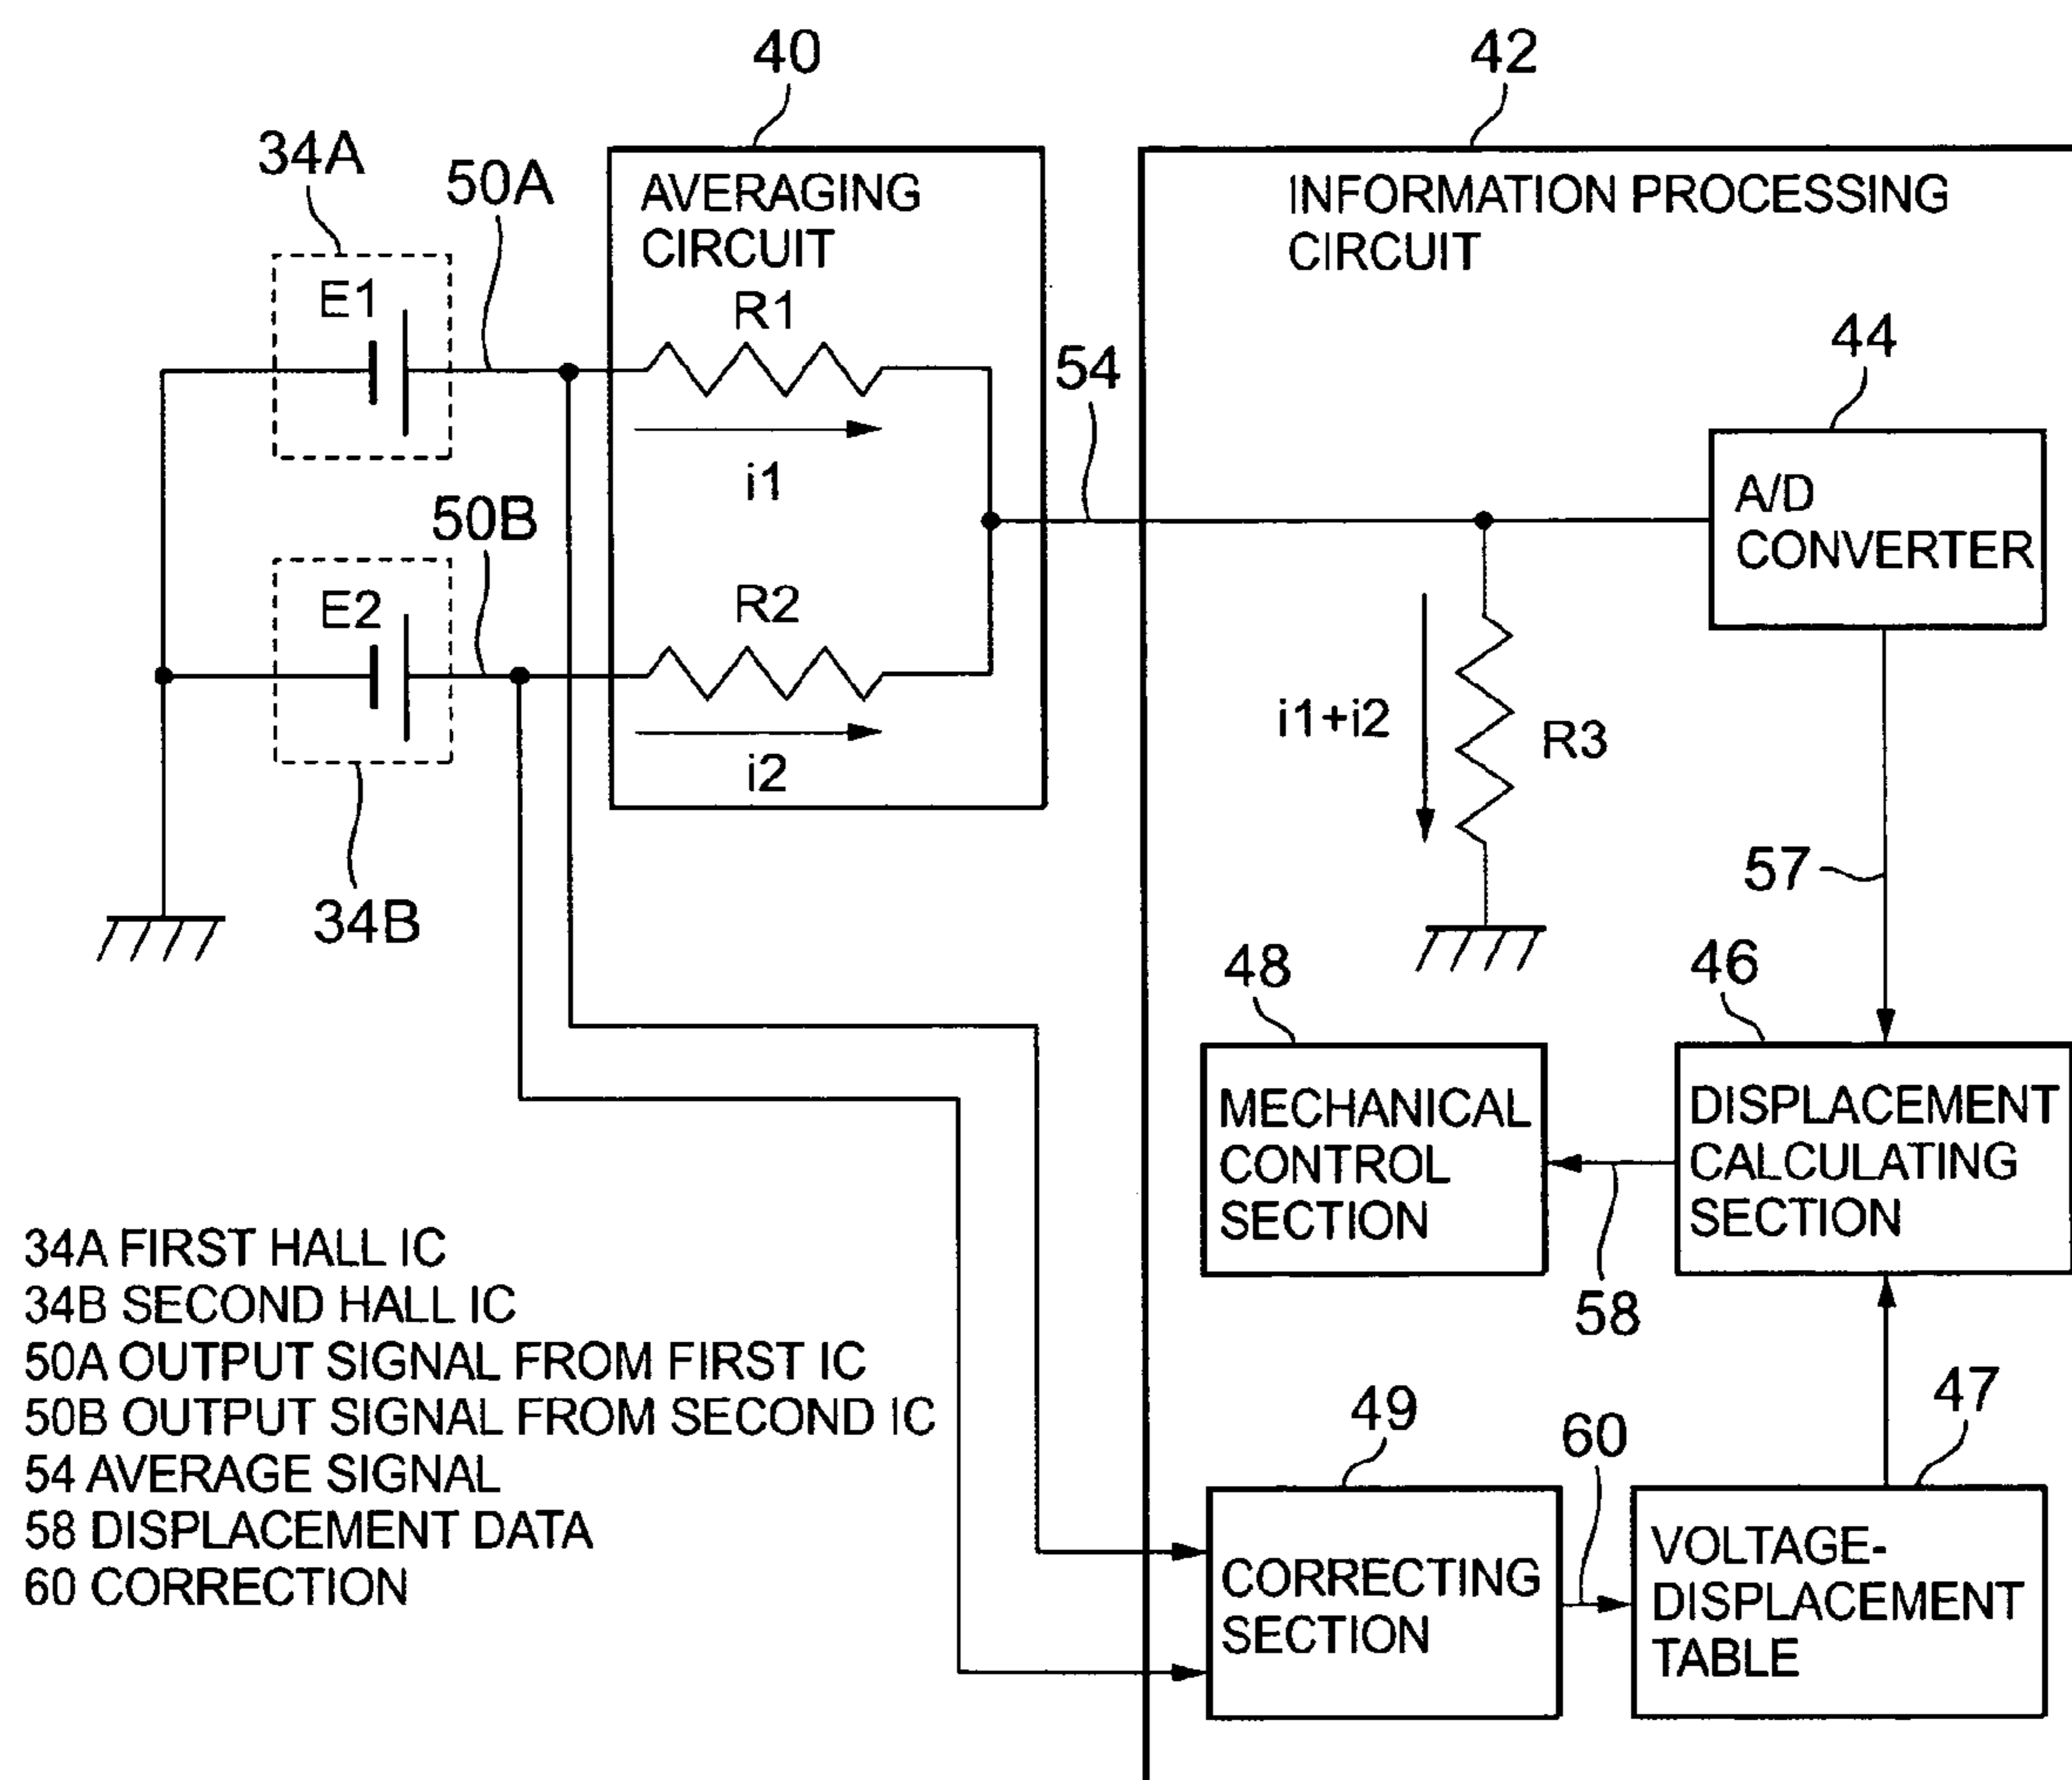 40
42
34A
50A
AVERAGING
CIRCUIT
INFORMATION PROCESSING
CIRCUIT
E1
R1
54
44
i1
50B
A/D
CONVERTER
E2
R2
i1+i2
R3
i2
57
34B
48
46
MECHANICAL
CONTROL
SECTION
DISPLACEMENT
CALCULATING
SECTION
58
34A FIRST HALL IC
34B SECOND HALL IC
50A OUTPUT SIGNAL FROM FIRST IC
50B OUTPUT SIGNAL FROM SECOND IC
54 AVERAGE SIGNAL
58 DISPLACEMENT DATA
60 CORRECTION
49
60
47
CORRECTING
SECTION
VOLTAGE-
DISPLACEMENT
TABLE